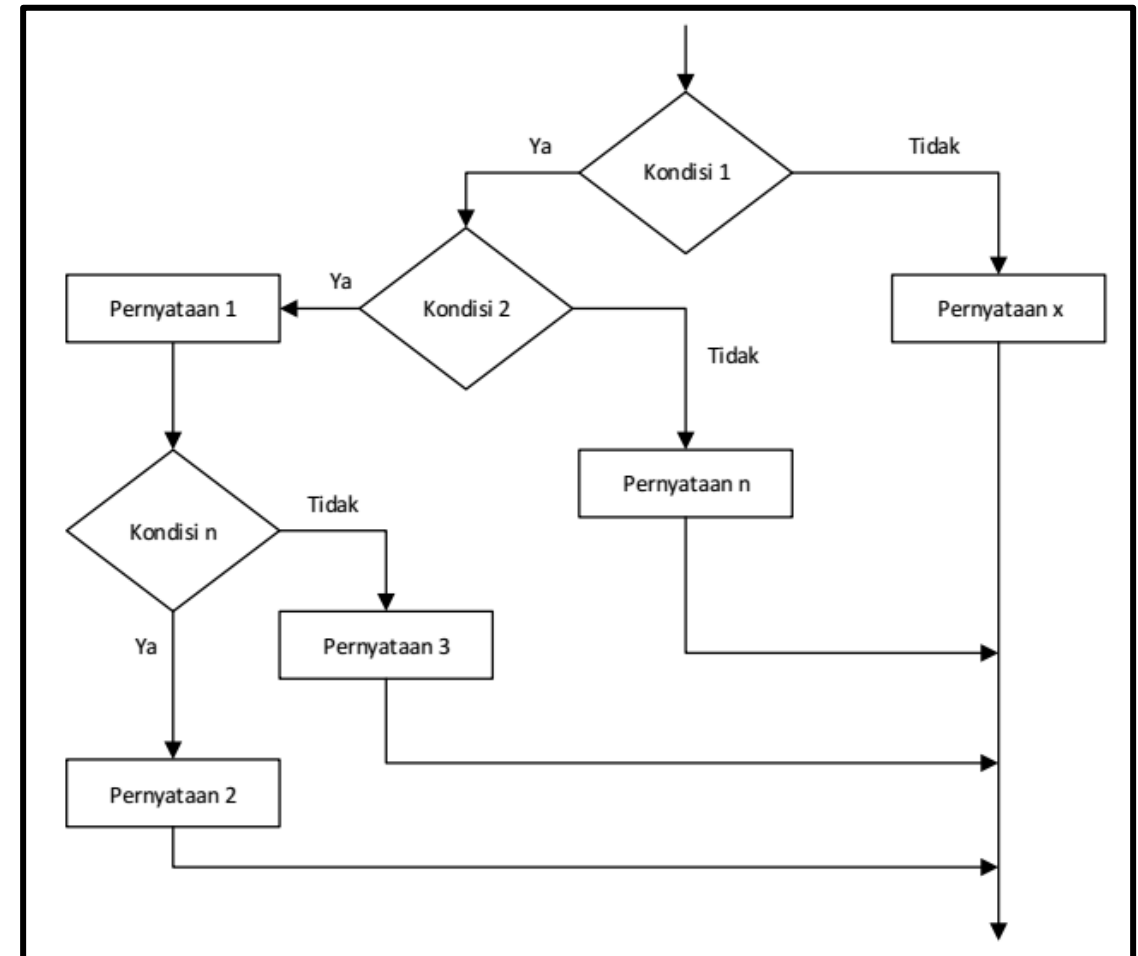 Ya
Tidak
Kondisi 1
Ya
Pernyataan 1
Kondisi 2
Pernyataan x
Tidak
Pernyataan n
Tidak
Kondisi n
Ya
Pernyataan 3
Pernyataan 2